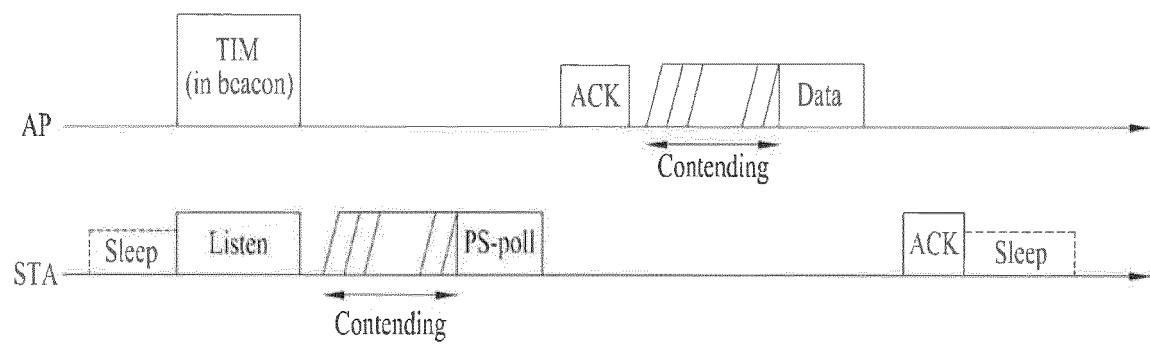 TIM
(in beacon)
AP
ACK
Data
Contending
Sleep
Listen
PS-poll
ACK
Sleep
STA
Contending